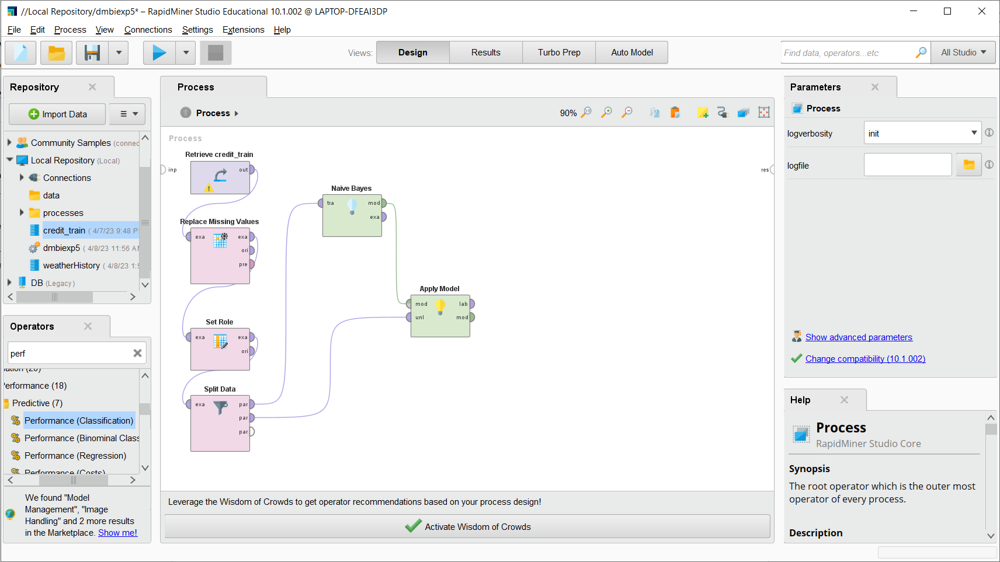 //Local Repository/dmbiexp5* – RapidMiner Studio Educational 10.1.002 @ LAPTOP-DFEAI3DP
File Edit Process View Connections Settings Extensions Help
Views: Design Results Turbo Prep Auto Model
Find data, operators...etc
All Studio
Repository
Import Data
Community Samples (connec
Local Repository (Local)
Connections
data
processes
credit_train ( 4/7/23 9:48 P
dmbiexp5 ( 4/8/23 11:56 A
weatherHistory ( 4/8/23 1:5
DB (Legacy)
Operators
perf
lation (20)
Performance (18)
Predictive (7)
Performance (Classification)
Performance (Binominal Class
Performance (Regression)
Performance (Costs)
We found "Model
Management", "Image
Handling" and 2 more results
in the Marketplace. Show me!
Process
Process
90%
Process
inp
res
Retrieve credit_train
out
Replace Missing Values
exa exa
ori
pre
Set Role
exa exa
ori
Split Data
exa par
par
par
Naive Bayes
tra mod
exa
Apply Model
mod lab
unl mod
Leverage the Wisdom of Crowds to get operator recommendations based on your process design!
Activate Wisdom of Crowds
Parameters
Process
logverbosity init
logfile
Show advanced parameters
Change compatibility (10.1.002)
Help
Process
RapidMiner Studio Core
Synopsis
The root operator which is the outer most
operator of every process.
Description